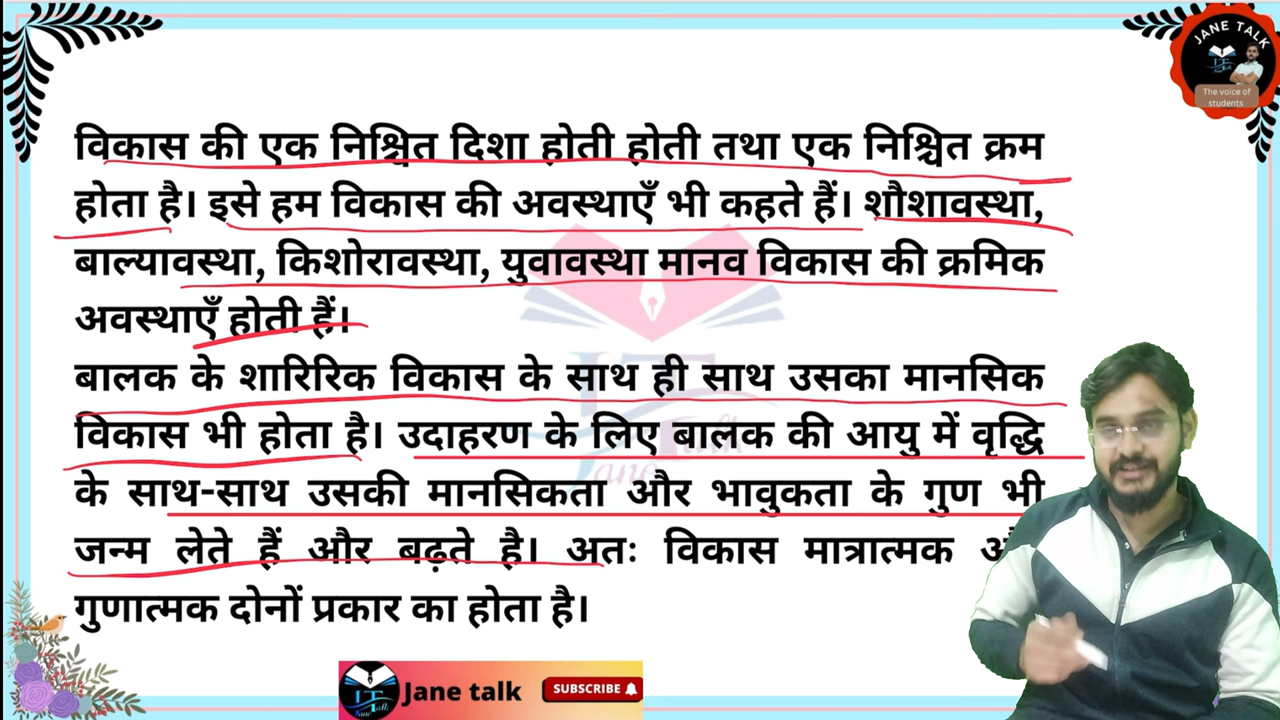 JANE TALK
The voice of
students
विकास की एक निश्चित दिशा होती होती तथा एक निश्चित क्रम
होता है। इसे हम विकास की अवस्थाएँ भी कहते हैं। शौशावस्था,
बाल्यावस्था, किशोरावस्था, युवावस्था मानव विकास की क्रमिक
अवस्थाएँ होती हैं।
बालक के शारिरिक विकास के साथ ही साथ उसका मानसिक
विकास भी होता है। उदाहरण के लिए बालक की आयु में वृद्धि
के साथ-साथ उसकी मानसिकता और भावुकता के गुण भी
जन्म लेते हैं और बढ़ते है। अतः विकास मात्रात्मक
गुणात्मक दोनों प्रकार का होता है।
Jane talk
SUBSCRIBE